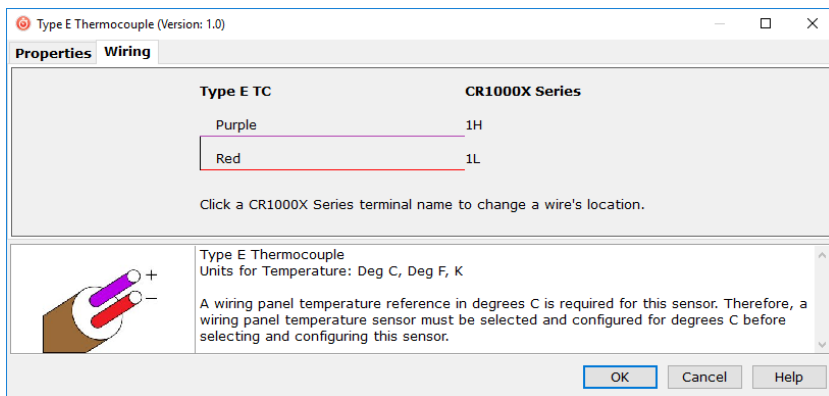 Type E Thermocouple (Version: 1.0)
Properties Wiring
Type E TC CR1000X Series
Purple 1H
Red 1L
Click a CR1000X Series terminal name to change a wire's location.
+
−
Type E Thermocouple
Units for Temperature: Deg C, Deg F, K
A wiring panel temperature reference in degrees C is required for this sensor. Therefore, a
wiring panel temperature sensor must be selected and configured for degrees C before
selecting and configuring this sensor.
OK Cancel Help